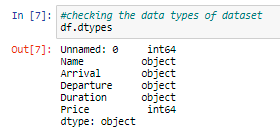 In [7]: #checking the data types of dataset
df.dtypes
Out[7]: Unnamed: 0 int64
Name object
Arrival object
Departure object
Duration object
Price int64
dtype: object